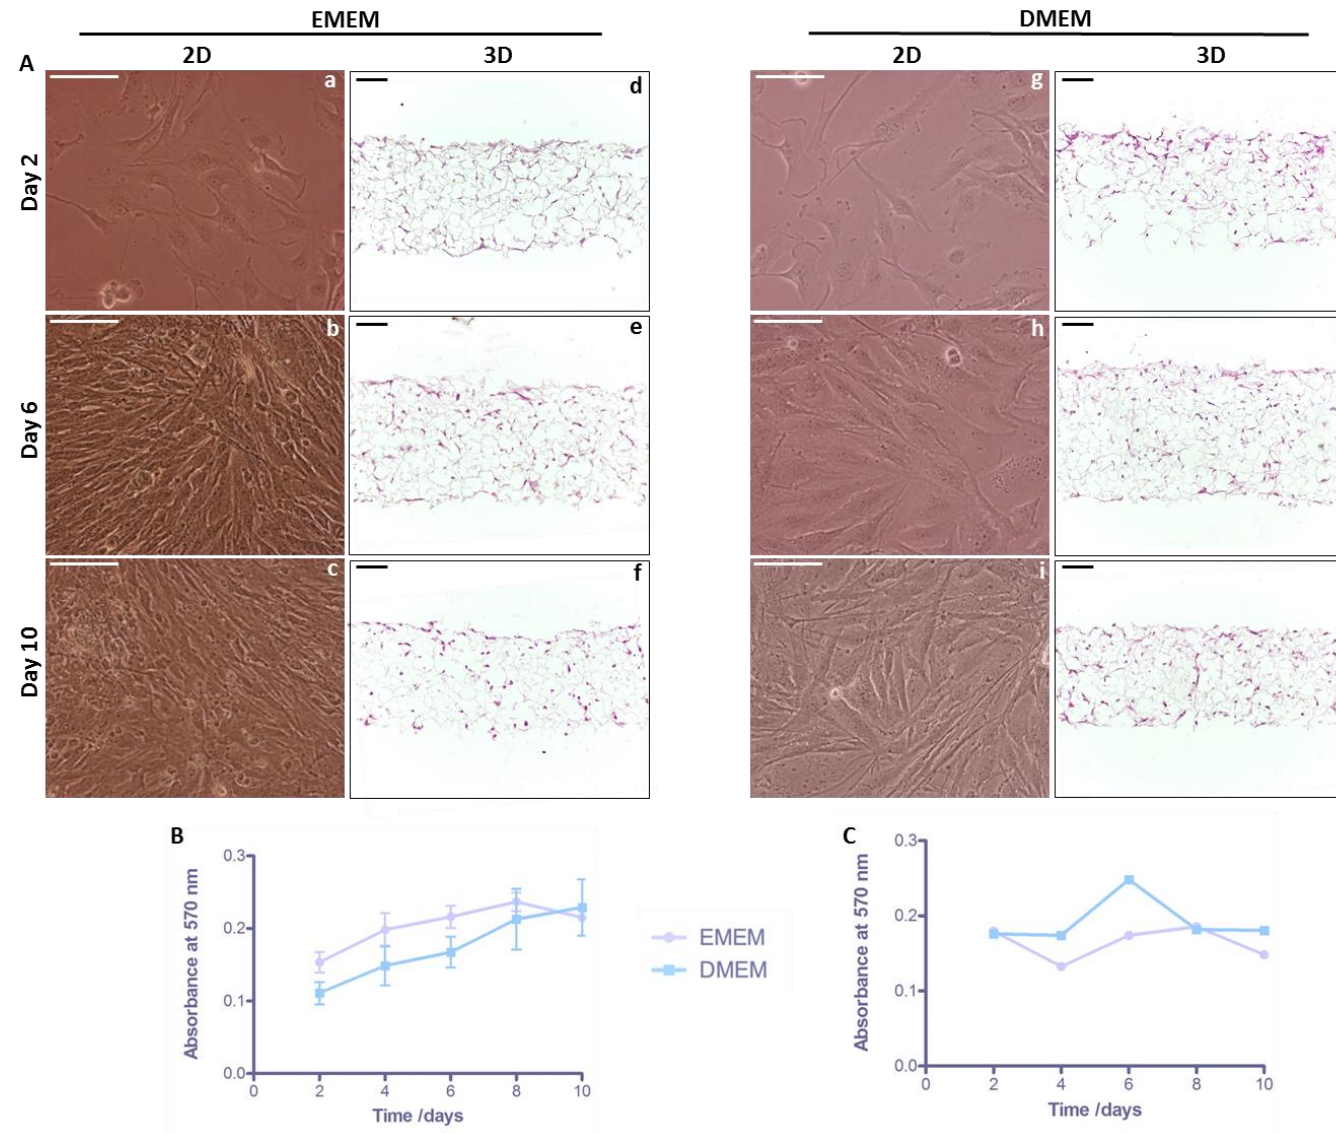 EMEM DMEM
2D 3D 2D 3D
A
a d g
Day 2
b e h
Day 6
c f i
Day 10
B
Absorbance at 570 nm
0.3
0.2
0.1
0.0
0 2 4 6 8 10
Time /days
EMEM
DMEM
C
Absorbance at 570 nm
0.3
0.2
0.1
0.0
0 2 4 6 8 10
Time /days